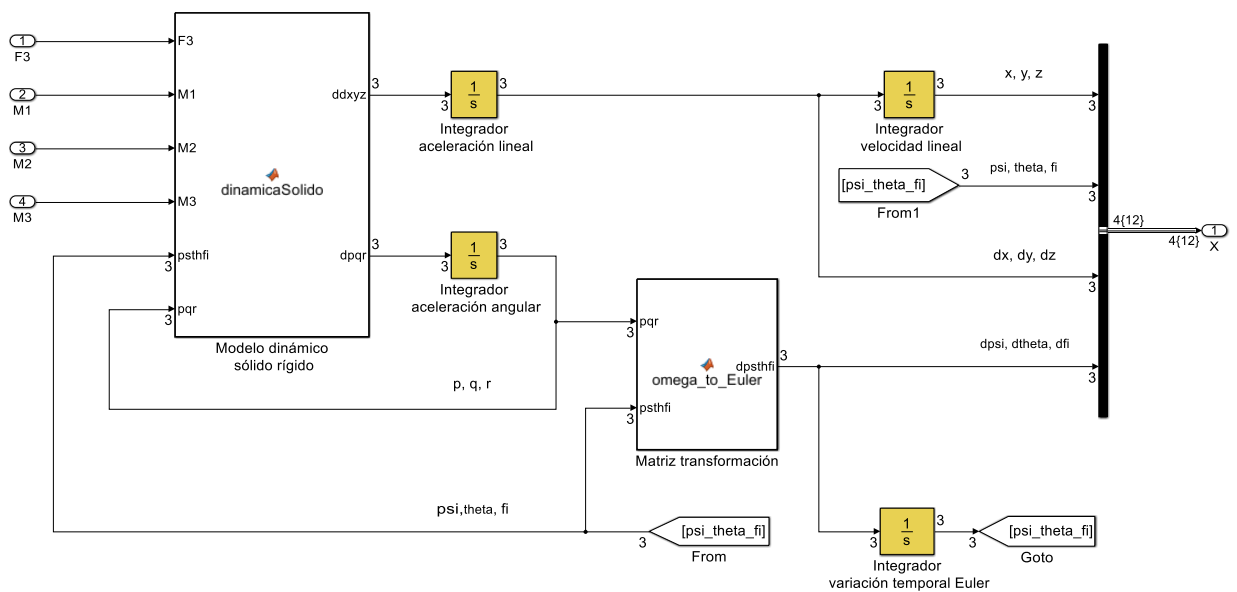 1
F3
2
M1
3
M2
4
M3
F3
M1
M2
M3
psthfi
3
pqr
3
dinamicaSolido
ddxyz
3
dpqr
3
Modelo dinámico
sólido rígido
3
1
s
3
Integrador
aceleración lineal
3
1
s
3
Integrador
aceleración angular
p, q, r
psi,theta, fi
pqr
3
psthfi
3
omega_to_Euler
dpsthfi
3
Matriz transformación
[psi_theta_fi]
3
From
3
1
s
3
Integrador
velocidad lineal
x, y, z
3
[psi_theta_fi]
3
From1
psi, theta, fi
3
dx, dy, dz
3
dpsi, dtheta, dfi
3
3
1
s
3
Integrador
variación temporal Euler
3
[psi_theta_fi]
Goto
4{12}
4{12}
1
X